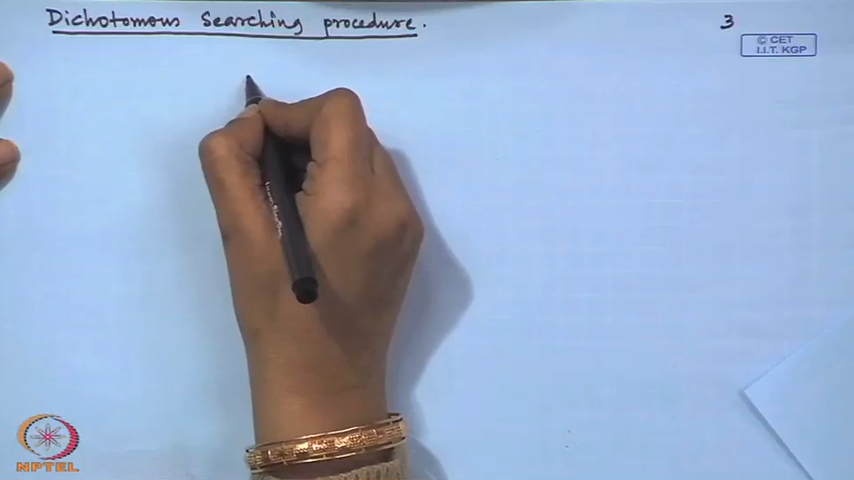 Dichotomous Searching procedure.
3
© CET
I.I.T. KGP
NPTEL